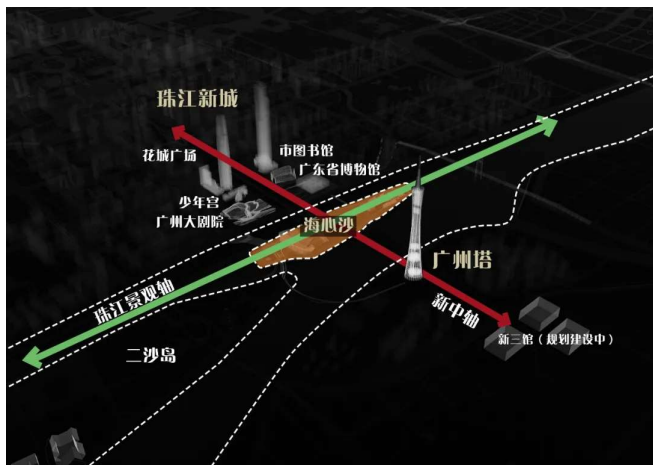 珠江新城
花城广场
市图书馆
广东省博物馆
少年宫
广州大剧院
海心沙
广州塔
珠江景观轴
新中轴
二沙岛
新三馆（规划建设中）